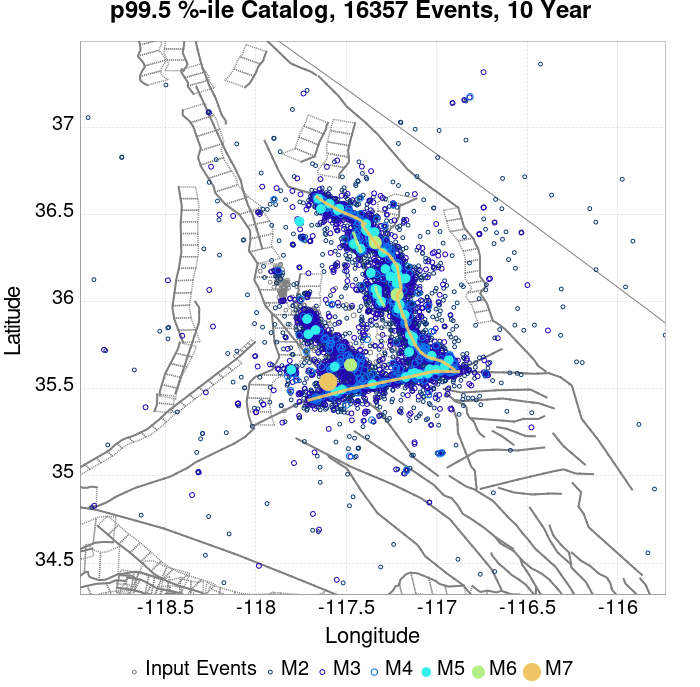 p99.5 %-ile Catalog, 16357 Events, 10 Year
37
36.5
36
35.5
35
34.5
Latitude
-118.5 -118 -117.5 -117 -116.5 -116
Longitude
Input Events M2 M3 M4 M5 M6 M7